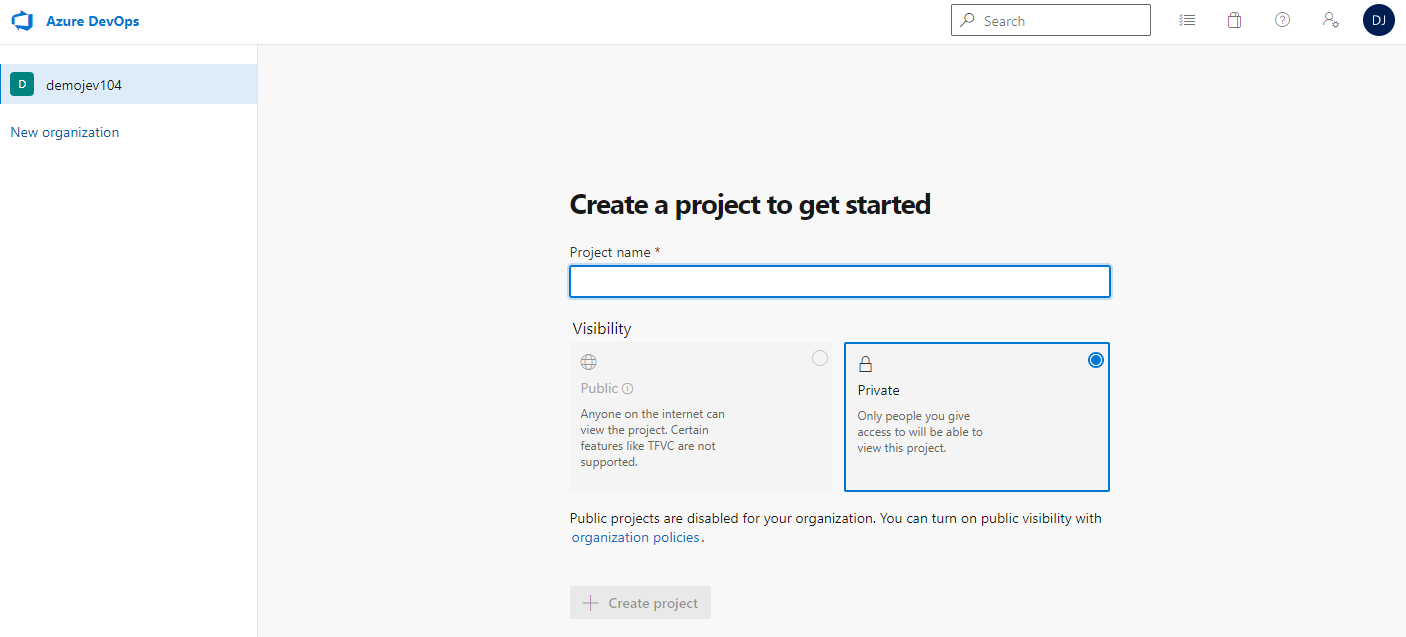 Azure DevOps
Search
DJ
D
demojev104
New organization
Create a project to get started
Project name *
Visibility
Public
Anyone on the internet can
view the project. Certain
features like TFVC are not
supported.
Private
Only people you give
access to will be able to
view this project.
Public projects are disabled for your organization. You can turn on public visibility with
organization policies.
Create project